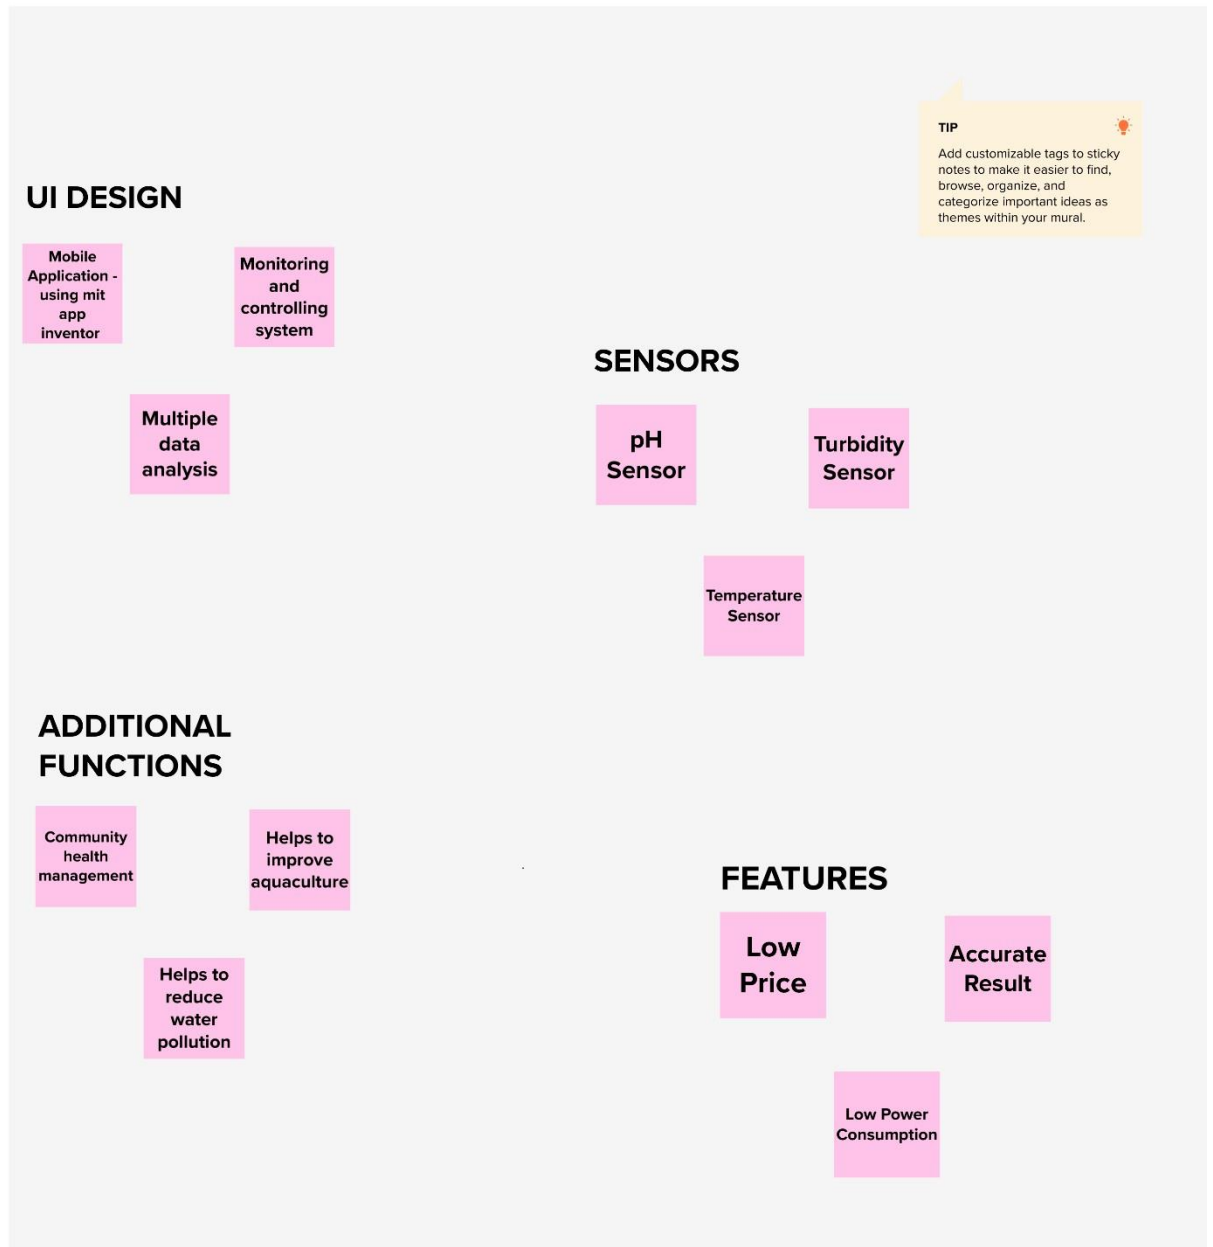 TIP
Add customizable tags to sticky
notes to make it easier to find,
browse, organize, and
categorize important ideas as
themes within your mural.
UI DESIGN
Mobile
Application -
using mit
app
inventor
Monitoring
and
controlling
system
Multiple
data
analysis
SENSORS
pH
Sensor
Turbidity
Sensor
Temperature
Sensor
ADDITIONAL
FUNCTIONS
Community
health
management
Helps to
improve
aquaculture
Helps to
reduce
water
pollution
FEATURES
Low
Price
Accurate
Result
Low Power
Consumption